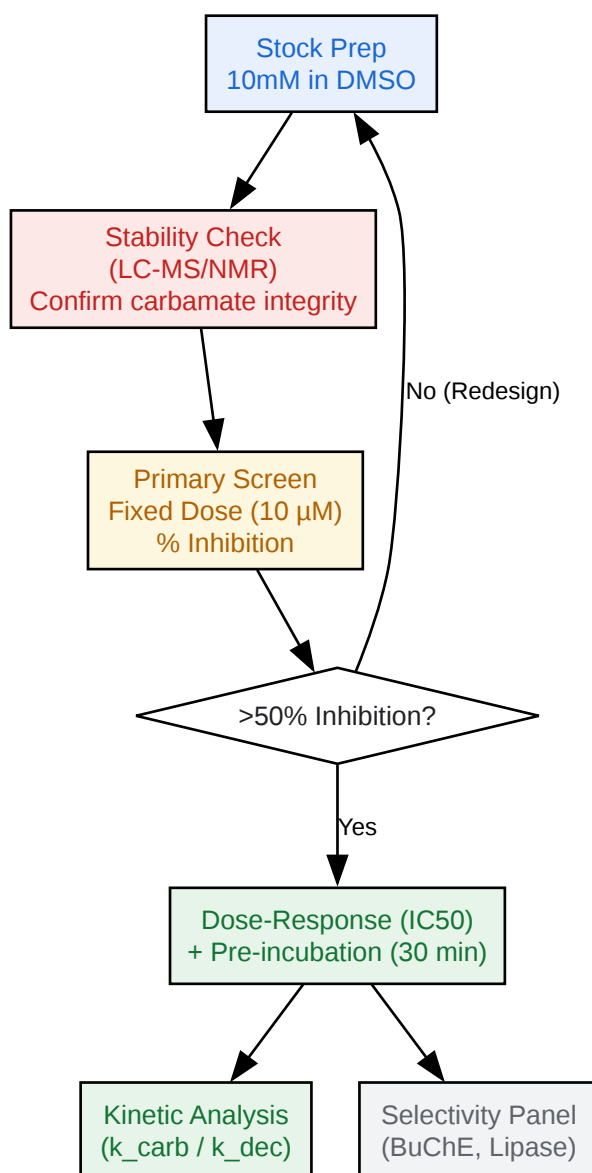 Stock Prep
10mM in DMSO
Stability Check
(LC-MS/NMR)
Confirm carbamate integrity
No (Redesign)
Primary Screen
Fixed Dose (10 µM)
% Inhibition
>50% Inhibition?
Yes
Dose-Response (IC50)
+ Pre-incubation (30 min)
Kinetic Analysis
(k_carb / k_dec)
Selectivity Panel
(BuChE, Lipase)